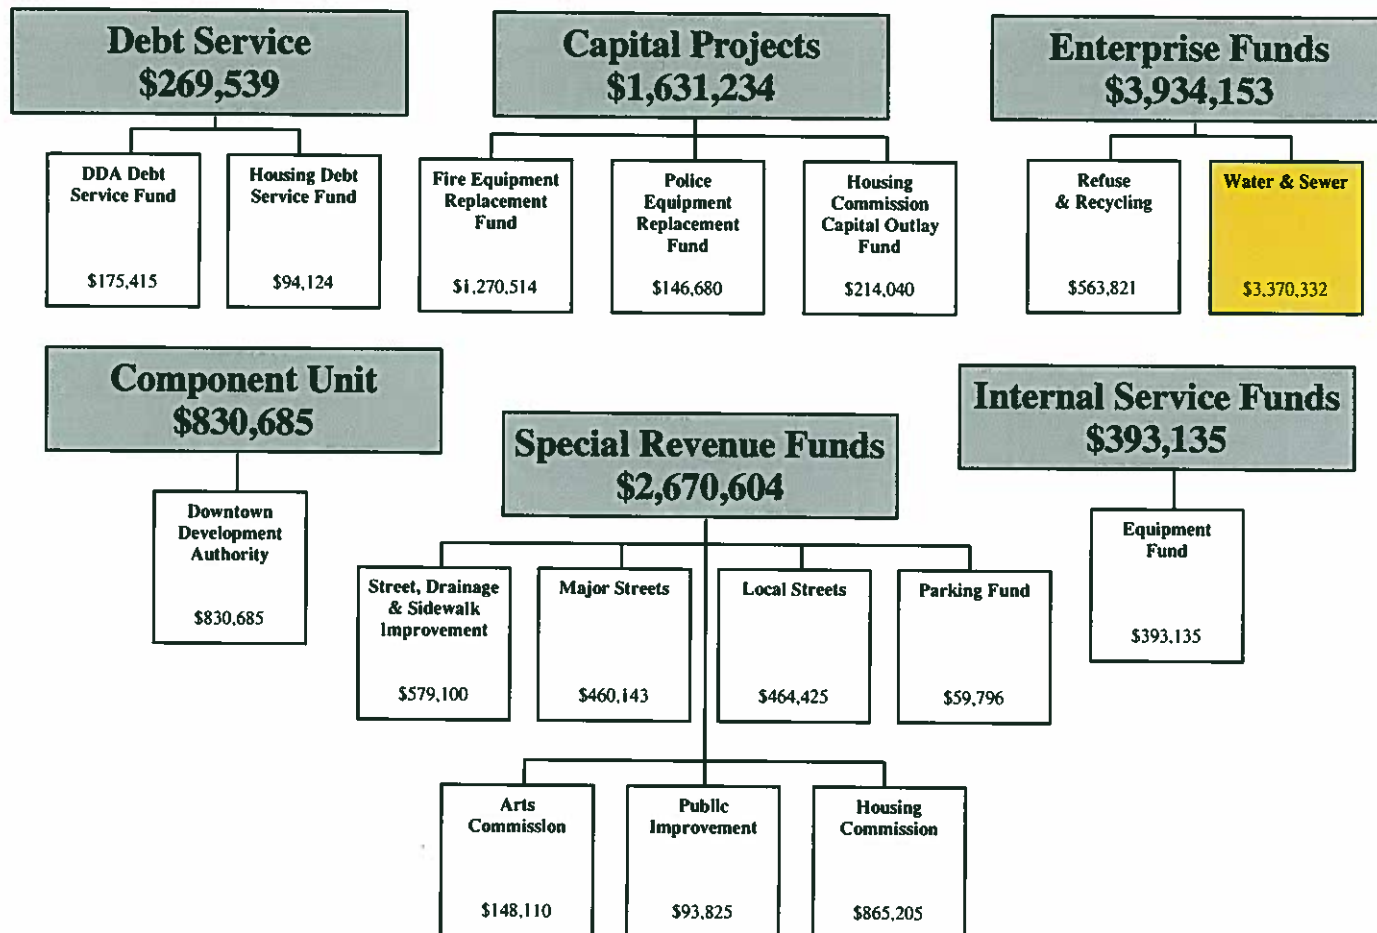 Debt Service
$269,539
Capital Projects
$1,631,234
Enterprise Funds
$3,934,153
DDA Debt
Service Fund
$175,415
Housing Debt
Service Fund
$94,124
Fire Equipment
Replacement
Fund
$1,270,514
Police
Equipment
Replacement
Fund
$146,680
Housing
Commission
Capital Outlay
Fund
$214,040
Refuse
& Recycling
$563,821
Water & Sewer
$3,370,332
Component Unit
$830,685
Special Revenue Funds
$2,670,604
Internal Service Funds
$393,135
Downtown
Development
Authority
$830,685
Equipment
Fund
$393,135
Street, Drainage
& Sidewalk
Improvement
$579,100
Major Streets
$460,143
Local Streets
$464,425
Parking Fund
$59,796
Arts
Commission
$148,110
Public
Improvement
$93,825
Housing
Commission
$865,205